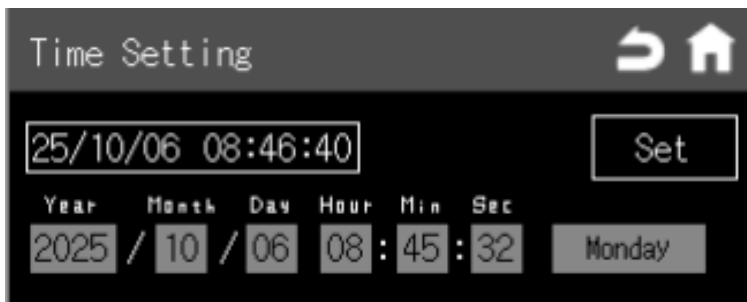 Time Setting
25/10/06 08:46:40 Set
Year Month Day Hour Min Sec
2025 / 10 / 06 08 : 45 : 32 Monday